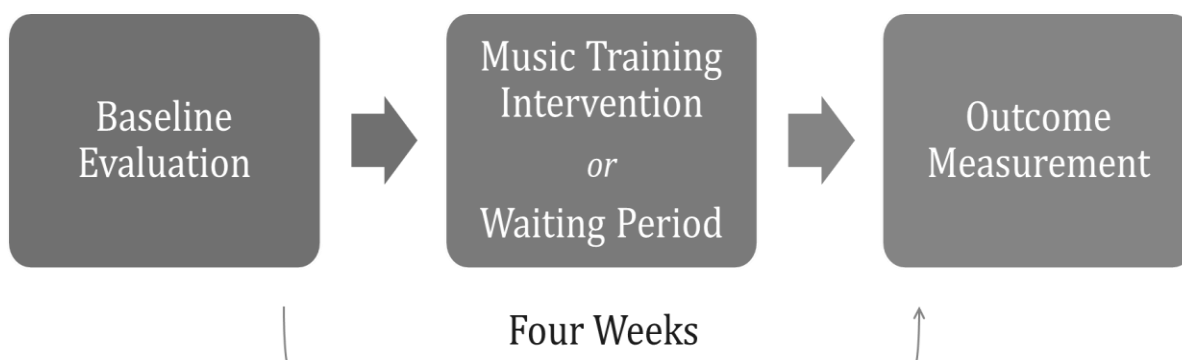 Baseline
Evaluation
Music Training
Intervention
or
Waiting Period
Outcome
Measurement
Four Weeks